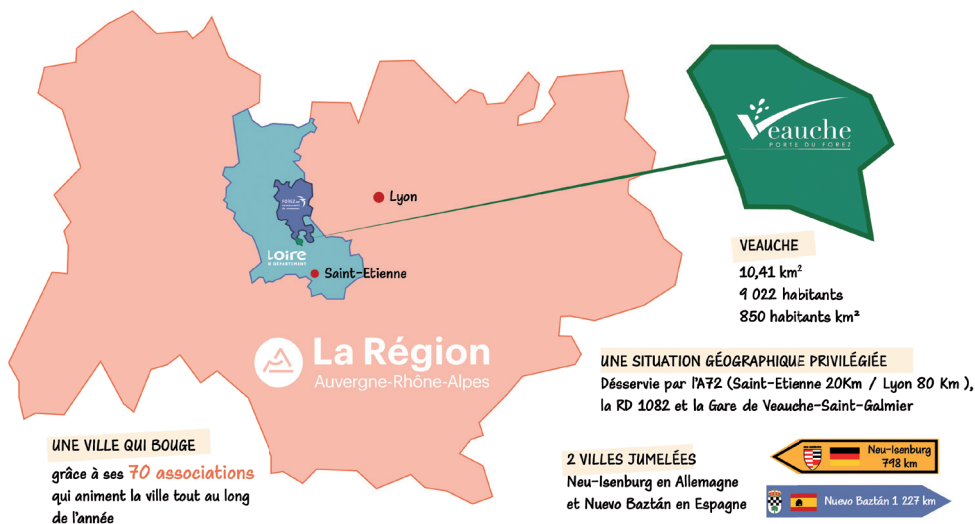 Veauche
PORTE DU FOREZ
Lyon
FOREZ
Loire
LE DÉPARTEMENT
Saint-Etienne
La Région
Auvergne-Rhône-Alpes
VEAUCHE
10,41 km²
9 022 habitants
850 habitants km²
UNE SITUATION GÉOGRAPHIQUE PRIVILÉGIÉE
Désservie par l'A72 (Saint-Etienne 20Km / Lyon 80 Km ),
la RD 1082 et la Gare de Veauche-Saint-Galmier
UNE VILLE QUI BOUGE
grâce à ses 70 associations
qui animent la ville tout au long
de l'année
2 VILLES JUMELÉES
Neu-Isenburg en Allemagne
et Nuevo Baztán en Espagne
Neu-Isenburg
798 km
Nuevo Baztán 1 227 km